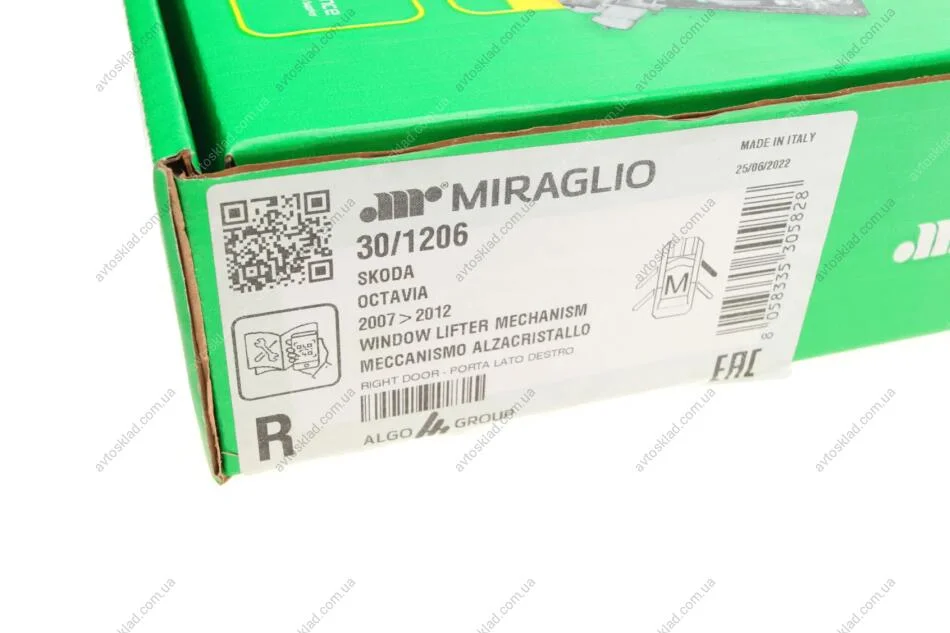 nce
MIRAGLIO
MADE IN ITALY
25/06/2022
30/1206
SKODA
OCTAVIA
2007 > 2012
WINDOW LIFTER MECHANISM
MECCANISMO ALZACRISTALLO
RIGHT DOOR - PORTA LATO DESTRO
M
8 058335 305828
EAC
R
ALGO GROUP
avtosklad.com.ua